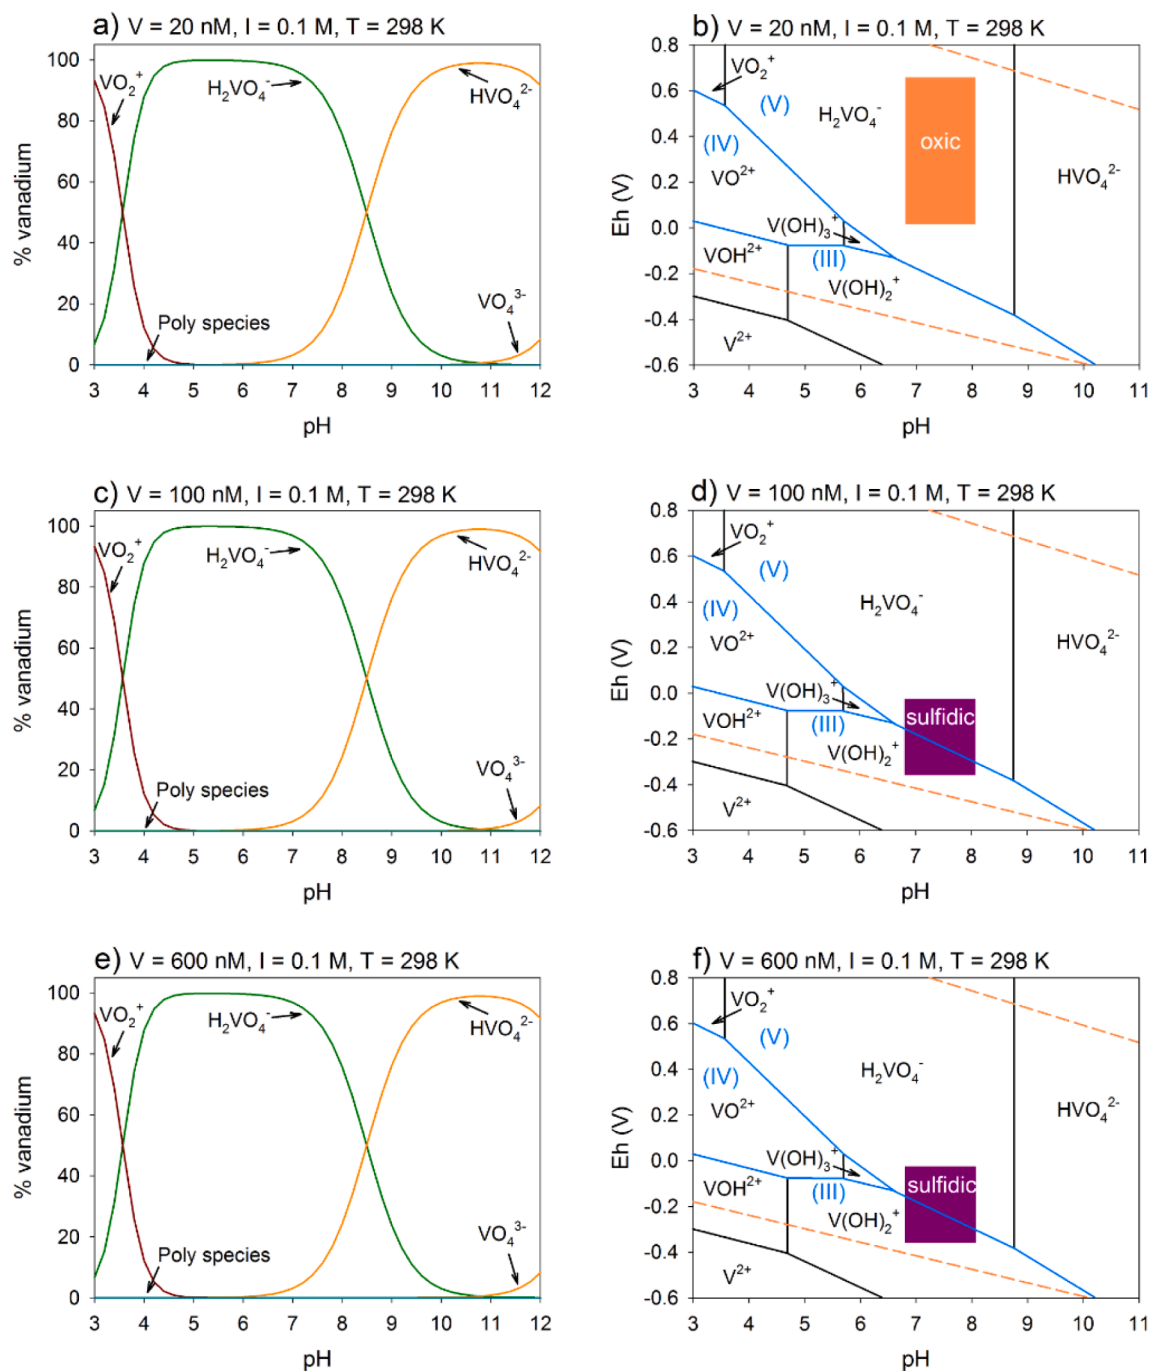 a) V = 20 nM, I = 0.1 M, T = 298 K
100
80
60
40
20
0
% vanadium
VO₂⁺
H₂VO₄⁻
HVO₄²⁻
VO₄³⁻
Poly species
3 4 5 6 7 8 9 10 11 12
pH
b) V = 20 nM, I = 0.1 M, T = 298 K
0.8
0.6
0.4
0.2
0.0
-0.2
-0.4
-0.6
Eh (V)
VO₂⁺
(V)
H₂VO₄⁻
oxic
(IV)
VO²⁺
HVO₄²⁻
V(OH)₃⁺
VOH²⁺
(III)
V(OH)₂⁺
V²⁺
3 4 5 6 7 8 9 10 11
pH
c) V = 100 nM, I = 0.1 M, T = 298 K
100
80
60
40
20
0
% vanadium
VO₂⁺
H₂VO₄⁻
HVO₄²⁻
VO₄³⁻
Poly species
3 4 5 6 7 8 9 10 11 12
pH
d) V = 100 nM, I = 0.1 M, T = 298 K
0.8
0.6
0.4
0.2
0.0
-0.2
-0.4
-0.6
Eh (V)
VO₂⁺
(V)
(IV)
H₂VO₄⁻
VO²⁺
HVO₄²⁻
V(OH)₃⁺
VOH²⁺
(III)
sulfidic
V(OH)₂⁺
V²⁺
3 4 5 6 7 8 9 10 11
pH
e) V = 600 nM, I = 0.1 M, T = 298 K
100
80
60
40
20
0
% vanadium
VO₂⁺
H₂VO₄⁻
HVO₄²⁻
VO₄³⁻
Poly species
3 4 5 6 7 8 9 10 11 12
pH
f) V = 600 nM, I = 0.1 M, T = 298 K
0.8
0.6
0.4
0.2
0.0
-0.2
-0.4
-0.6
Eh (V)
VO₂⁺
(V)
(IV)
H₂VO₄⁻
VO²⁺
HVO₄²⁻
V(OH)₃⁺
VOH²⁺
(III)
sulfidic
V(OH)₂⁺
V²⁺
3 4 5 6 7 8 9 10 11
pH